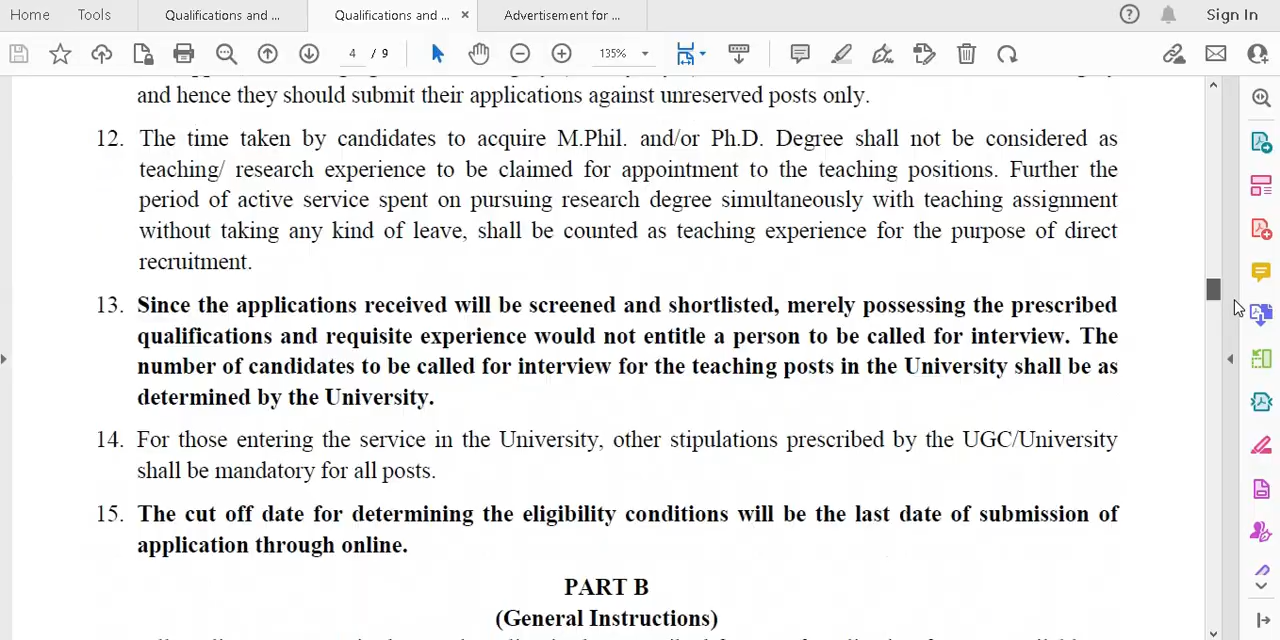 Home Tools Qualifications and ... Qualifications and ... × Advertisement for ... Sign In
4 / 9 135%
and hence they should submit their applications against unreserved posts only.
12. The time taken by candidates to acquire M.Phil. and/or Ph.D. Degree shall not be considered as
teaching/ research experience to be claimed for appointment to the teaching positions. Further the
period of active service spent on pursuing research degree simultaneously with teaching assignment
without taking any kind of leave, shall be counted as teaching experience for the purpose of direct
recruitment.
13. Since the applications received will be screened and shortlisted, merely possessing the prescribed
qualifications and requisite experience would not entitle a person to be called for interview. The
number of candidates to be called for interview for the teaching posts in the University shall be as
determined by the University.
14. For those entering the service in the University, other stipulations prescribed by the UGC/University
shall be mandatory for all posts.
15. The cut off date for determining the eligibility conditions will be the last date of submission of
application through online.
PART B
(General Instructions)